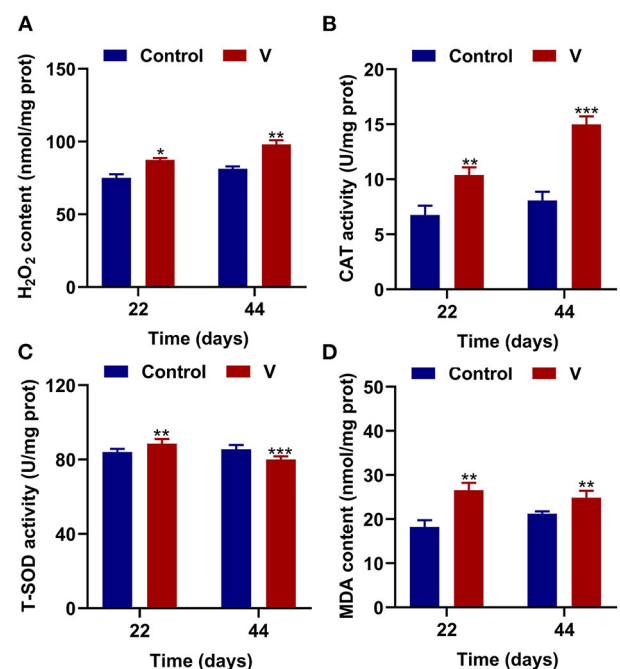 A
Control V
H₂O₂ content (nmol/mg prot)
150
100
50
0
*
**
22 44
Time (days)
B
Control V
CAT activity (U/mg prot)
20
15
10
5
0
**
***
22 44
Time (days)
C
Control V
T-SOD activity (U/mg prot)
120
80
40
0
**
***
22 44
Time (days)
D
Control V
MDA content (nmol/mg prot)
50
40
30
20
10
0
**
**
22 44
Time (days)